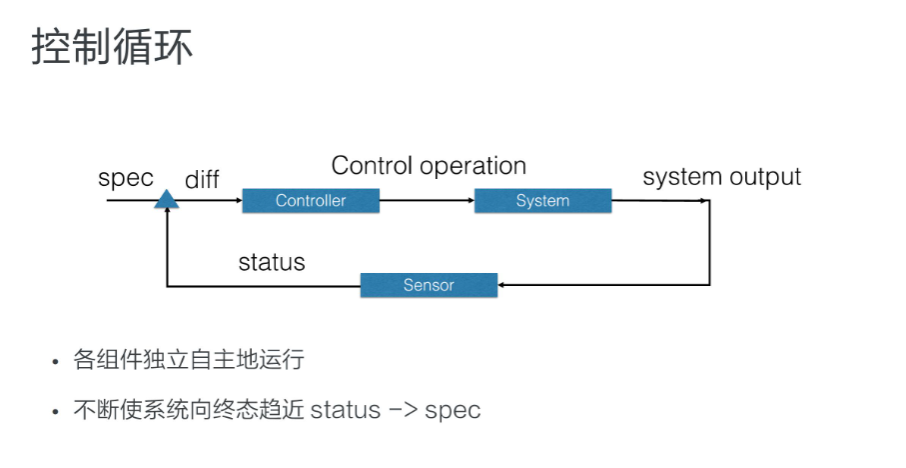 控制循环
Control operation
spec
diff
system output
Controller
System
status
Sensor
• 各组件独立自主地运行
• 不断使系统向终态趋近 status -> spec